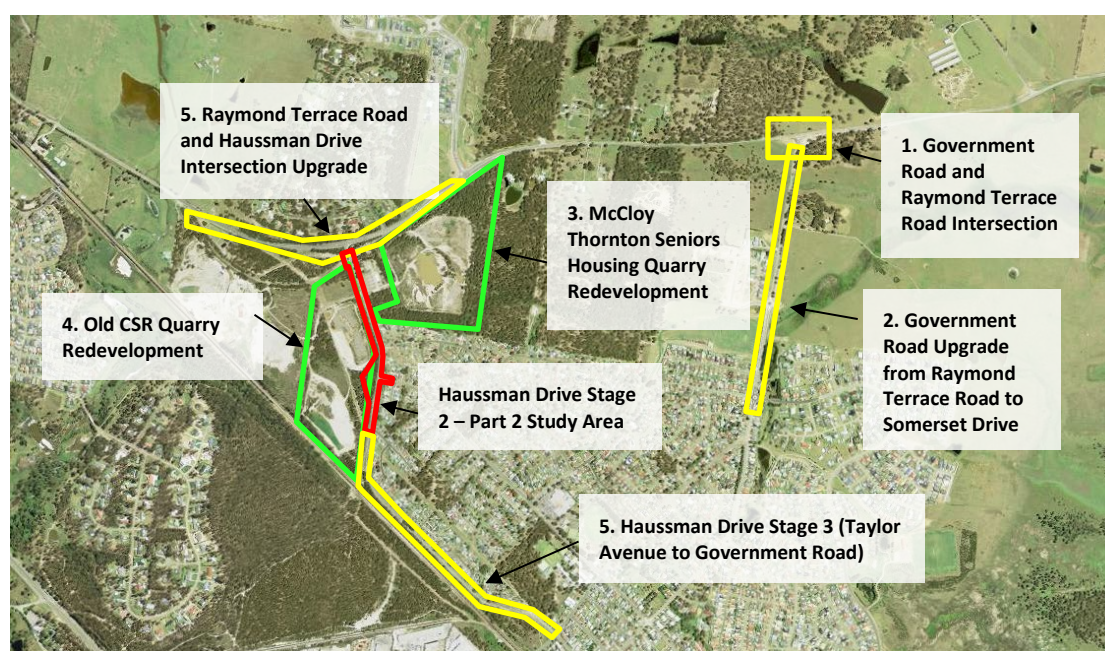 5. Raymond Terrace Road
and Haussman Drive
Intersection Upgrade
1. Government
Road and
Raymond Terrace
Road Intersection
3. McCloy
Thornton Seniors
Housing Quarry
Redevelopment
4. Old CSR Quarry
Redevelopment
2. Government
Road Upgrade
from Raymond
Terrace Road to
Somerset Drive
Haussman Drive Stage
2 – Part 2 Study Area
5. Haussman Drive Stage 3 (Taylor
Avenue to Government Road)